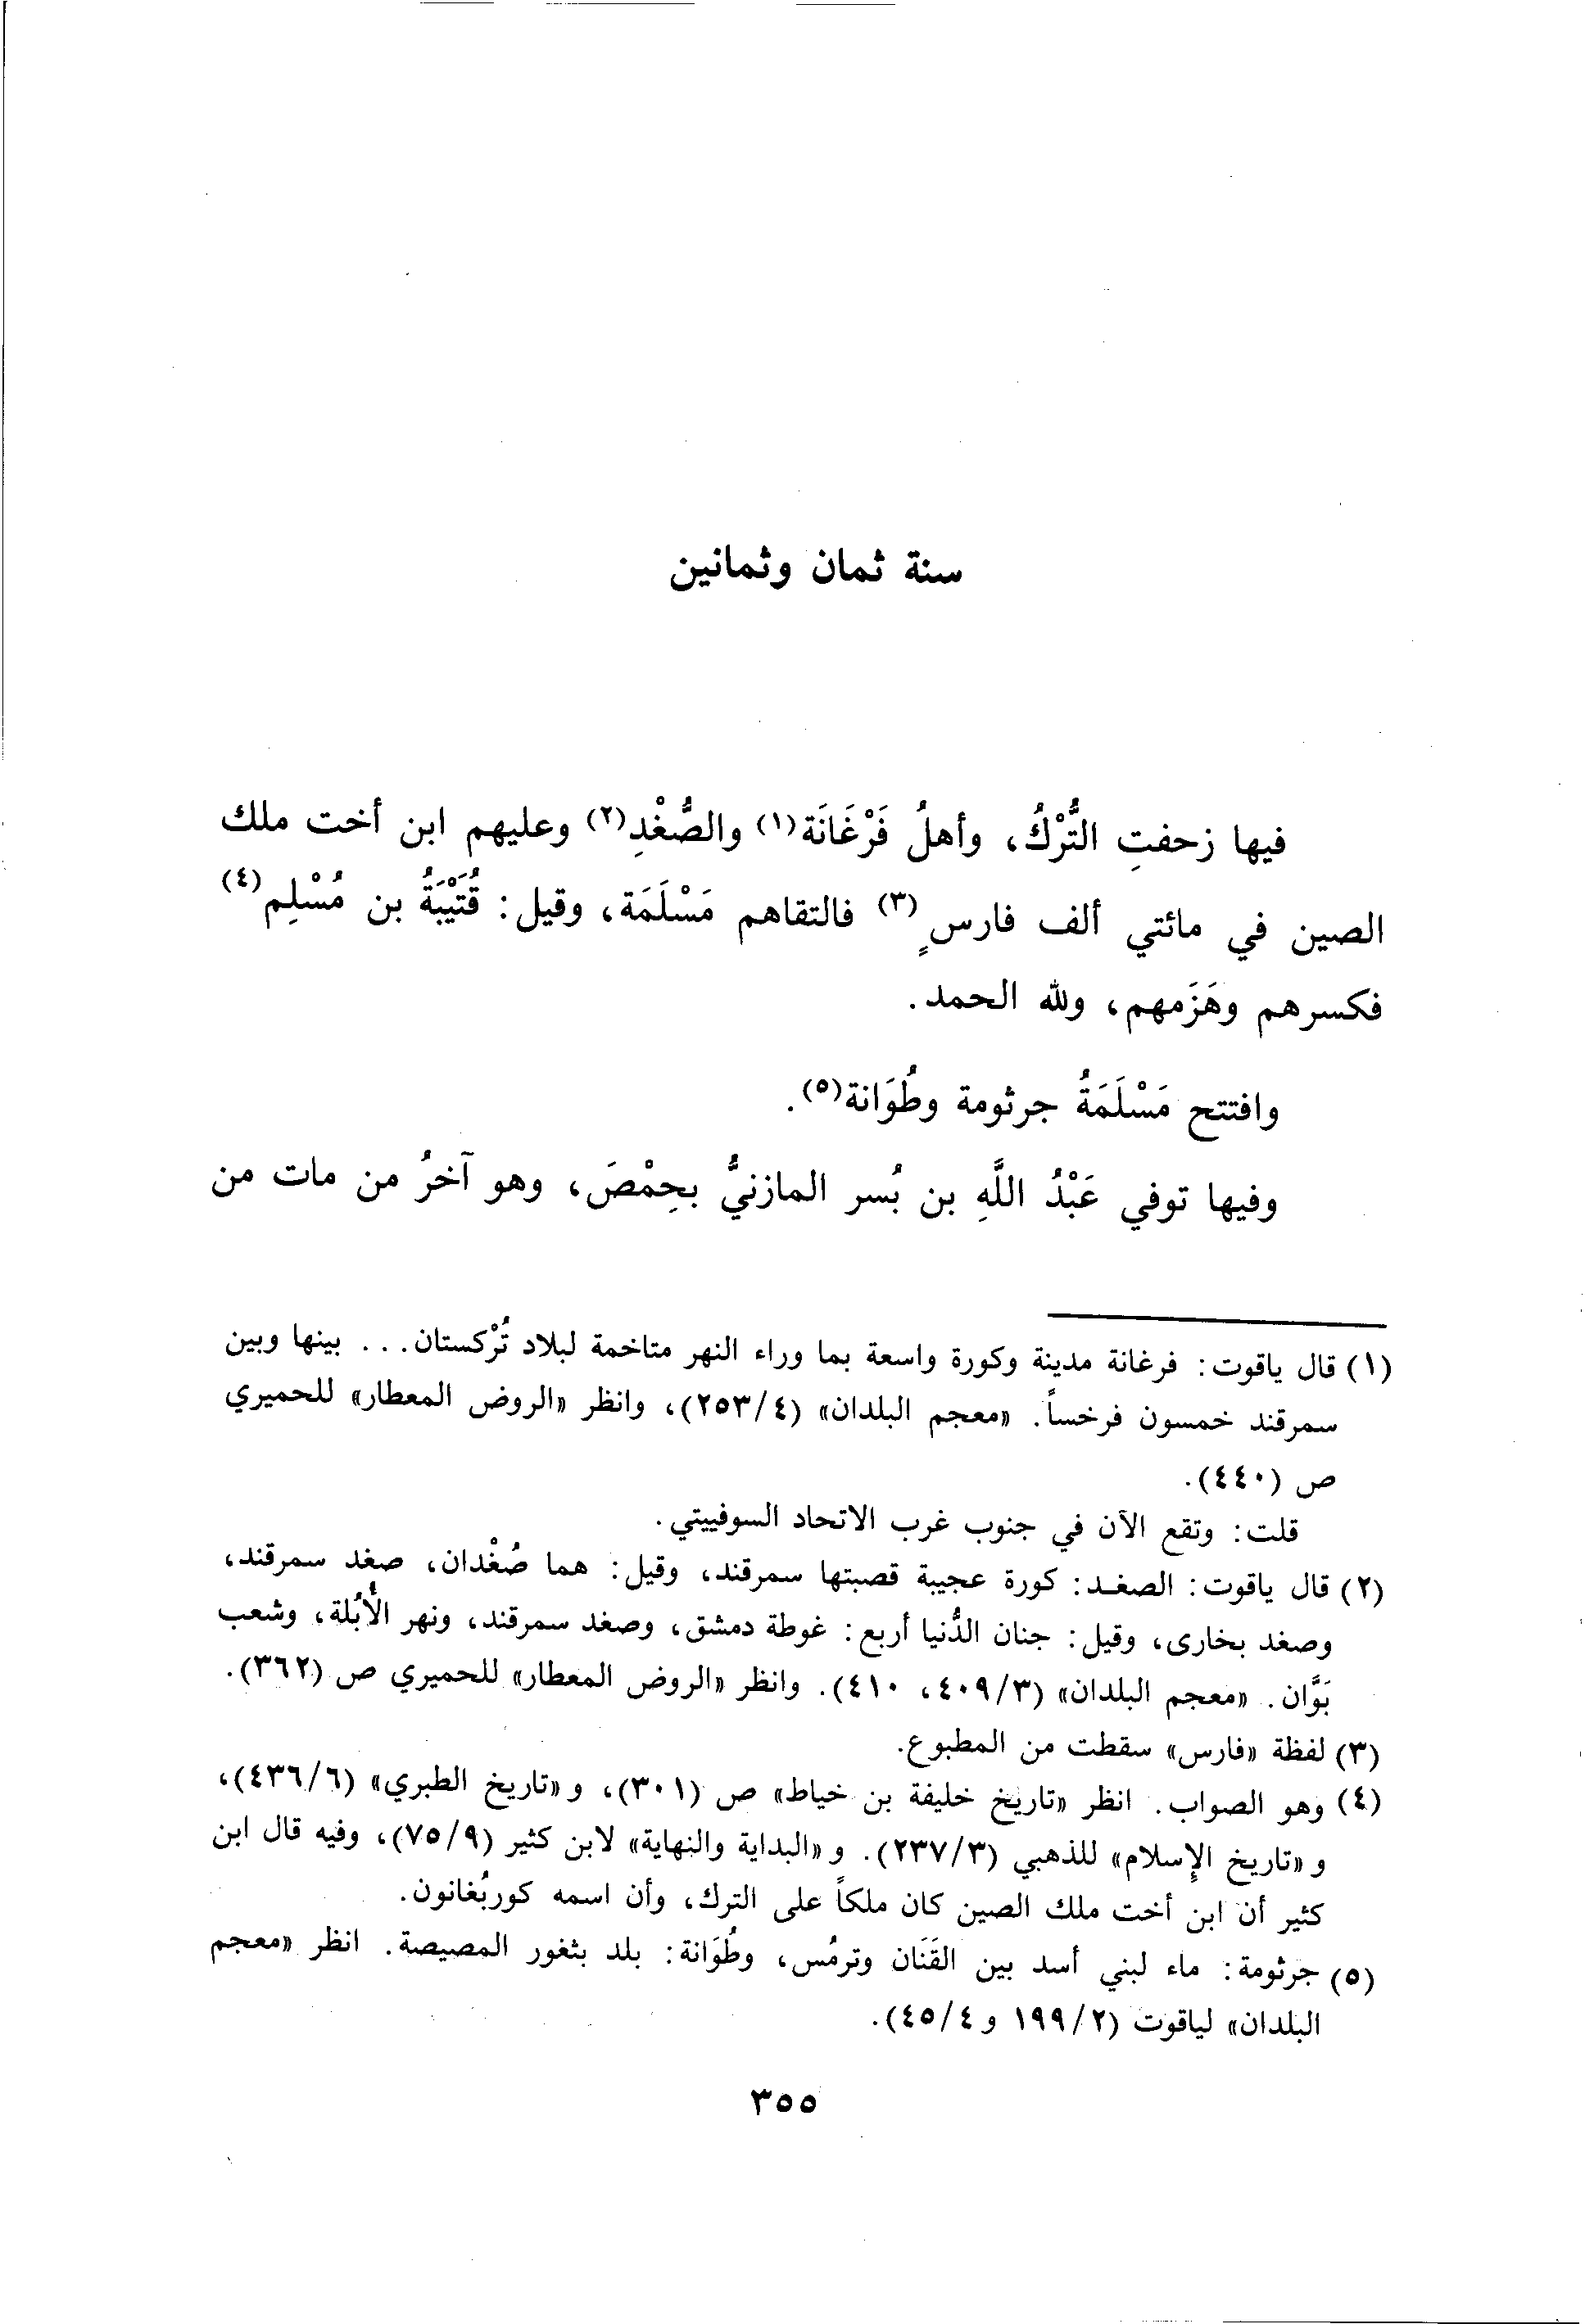 سنة ثمان وثمانين
فيها زحفتِ التُّرْكُ، وأهلُ فَرْغَانَة(١) والصُّغْدِ(٢) وعليهم ابن أخت ملك
الصين في مائتي ألف فارسٍ(٣) فالتقاهم مَسْلَمَة، وقيل: قُتَيْبَةُ بن مُسْلِم(٤)
فكسرهم وهَزَمهم، ولله الحمد.
وافتتح مَسْلَمَةُ جرثومة وطُوَانة(٥).
وفيها توفي عَبْدُ اللَّهِ بن بُسر المازنيُّ بحِمْصَ، وهو آخرُ من مات من
(١) قال ياقوت: فرغانة مدينة وكورة واسعة بما وراء النهر متاخمة لبلاد تُرْكستان... بينها وبين
سمرقند خمسون فرخساً. «معجم البلدان» (٢٥٣/٤)، وانظر «الروض المعطار» للحميري
ص (٤٤٠).
قلت: وتقع الآن في جنوب غرب الاتحاد السوفييتي.
(٢) قال ياقوت: الصغـد: كورة عجيبة قصبتها سمرقند، وقيل: هما صُغْدان، صغد سمرقند،
وصغد بخارى، وقيل: جنان الدُّنيا أربع: غوطة دمشق، وصغد سمرقند، ونهر الأُبُلة، وشعب
بَوَّان. «معجم البلدان» (٤٠٩/٣، ٤١٠). وانظر «الروض المعطار» للحميري ص (٣٦٢).
(٣) لفظة «فارس» سقطت من المطبوع.
(٤) وهو الصواب. انظر «تاريخ خليفة بن خياط» ص (٣٠١)، و«تاريخ الطبري» (٤٣٦/٦)،
و«تاريخ الإسلام» للذهبي (٢٣٧/٣). و«البداية والنهاية» لابن كثير (٧٥/٩)، وفيه قال ابن
كثير أن ابن أخت ملك الصين كان ملكاً على الترك، وأن اسمه كوربُغانون.
(٥) جرثومة: ماء لبني أسد بين القَنَان وترمُس، وطُوَانة: بلد بثغور المصيصة. انظر «معجم
البلدان» لياقوت (١٩٩/٢ و ٤٥/٤).
٣٥٥